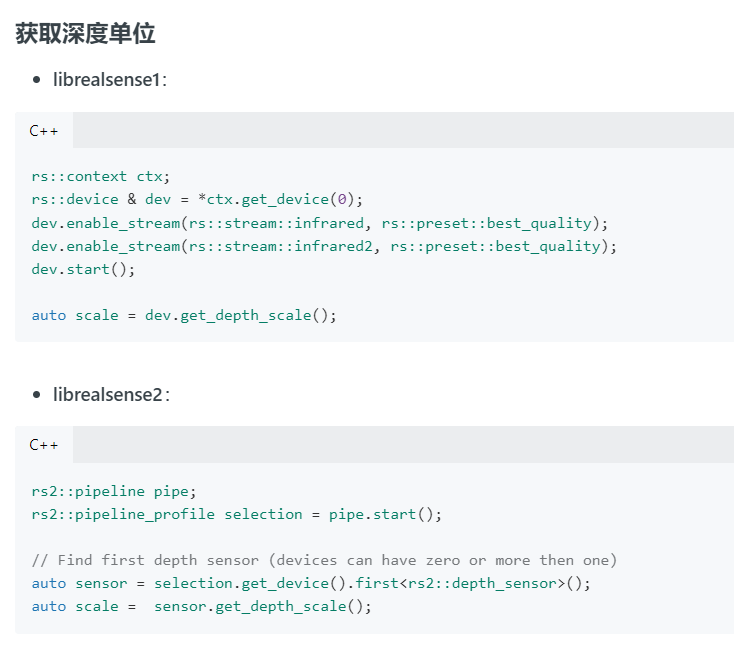 获取深度单位
librealsense1：
C++
rs::context ctx;
rs::device & dev = *ctx.get_device(0);
dev.enable_stream(rs::stream::infrared, rs::preset::best_quality);
dev.enable_stream(rs::stream::infrared2, rs::preset::best_quality);
dev.start();
auto scale = dev.get_depth_scale();
librealsense2：
C++
rs2::pipeline pipe;
rs2::pipeline_profile selection = pipe.start();
// Find first depth sensor (devices can have zero or more then one)
auto sensor = selection.get_device().first<rs2::depth_sensor>();
auto scale =  sensor.get_depth_scale();